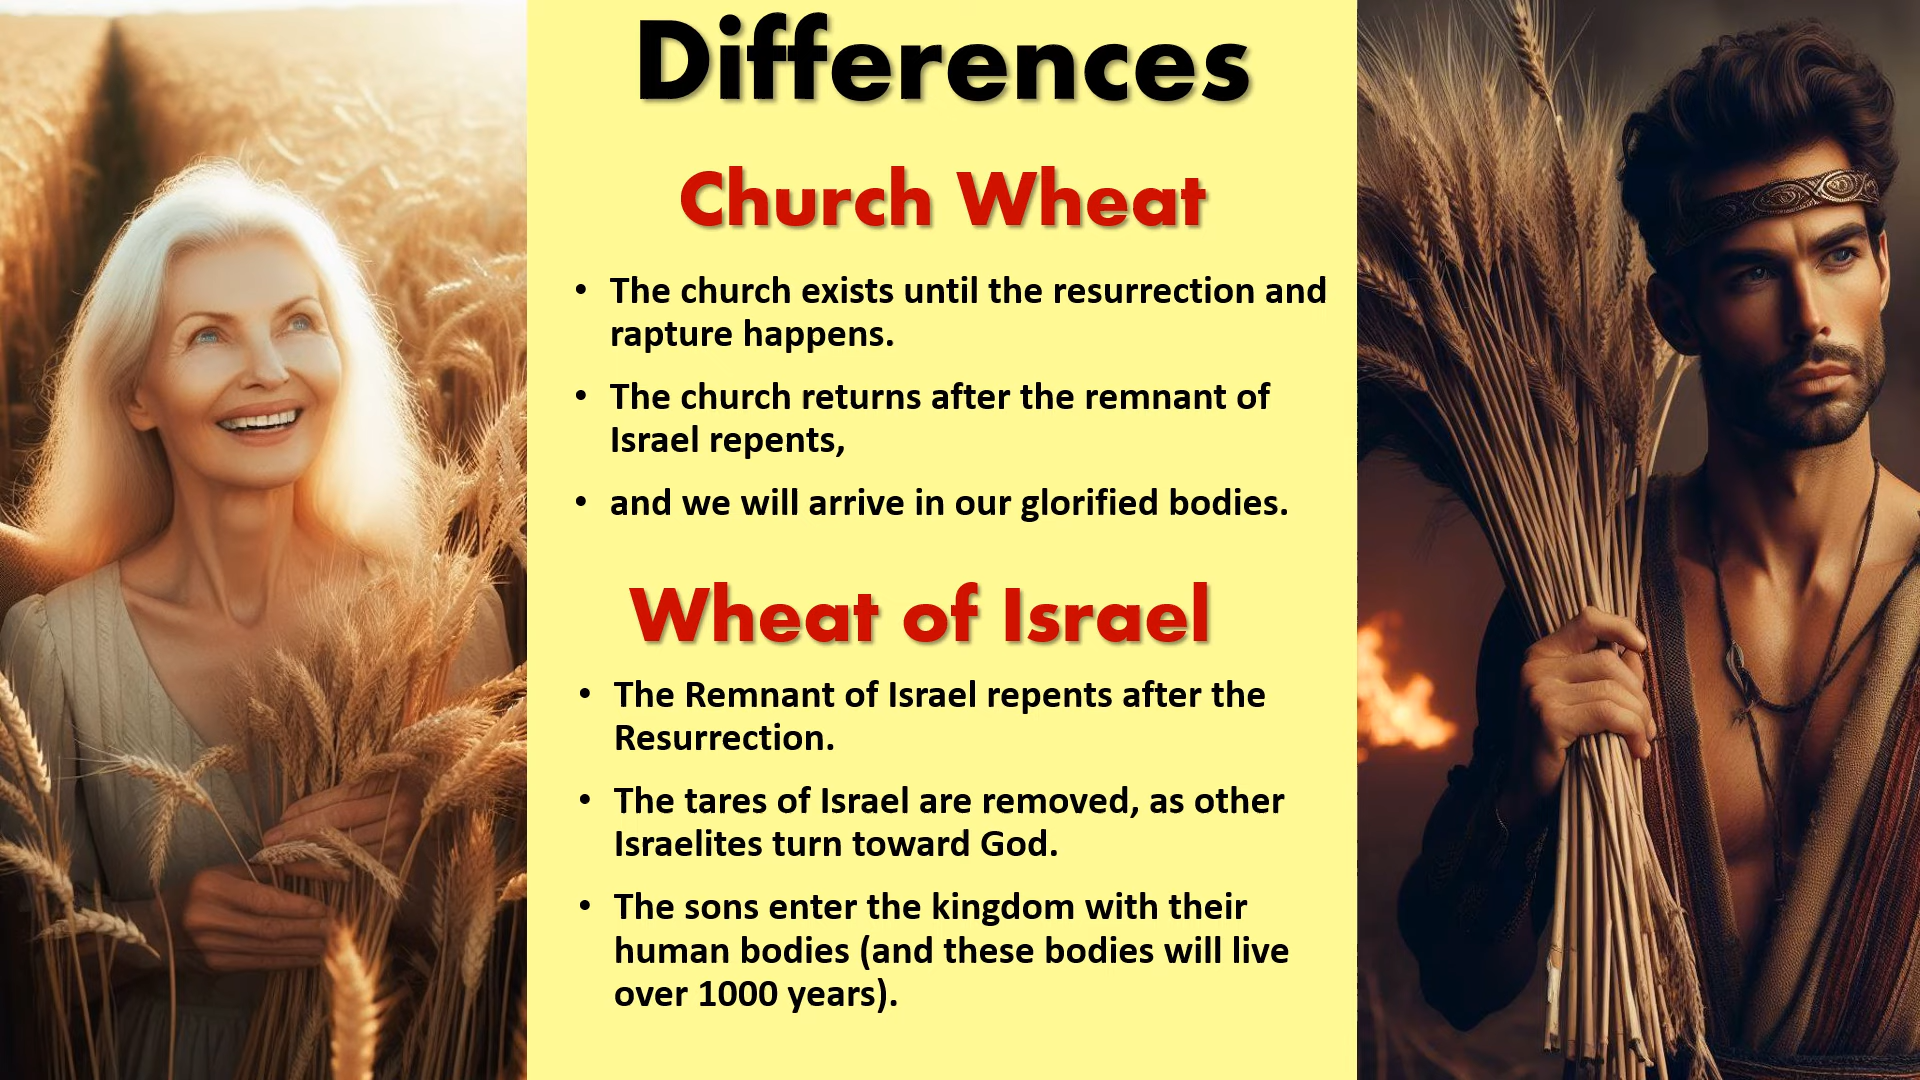 Differences
Church Wheat
• The church exists until the resurrection and
rapture happens.
• The church returns after the remnant of
Israel repents,
• and we will arrive in our glorified bodies.
Wheat of Israel
• The Remnant of Israel repents after the
Resurrection.
• The tares of Israel are removed, as other
Israelites turn toward God.
• The sons enter the kingdom with their
human bodies (and these bodies will live
over 1000 years).